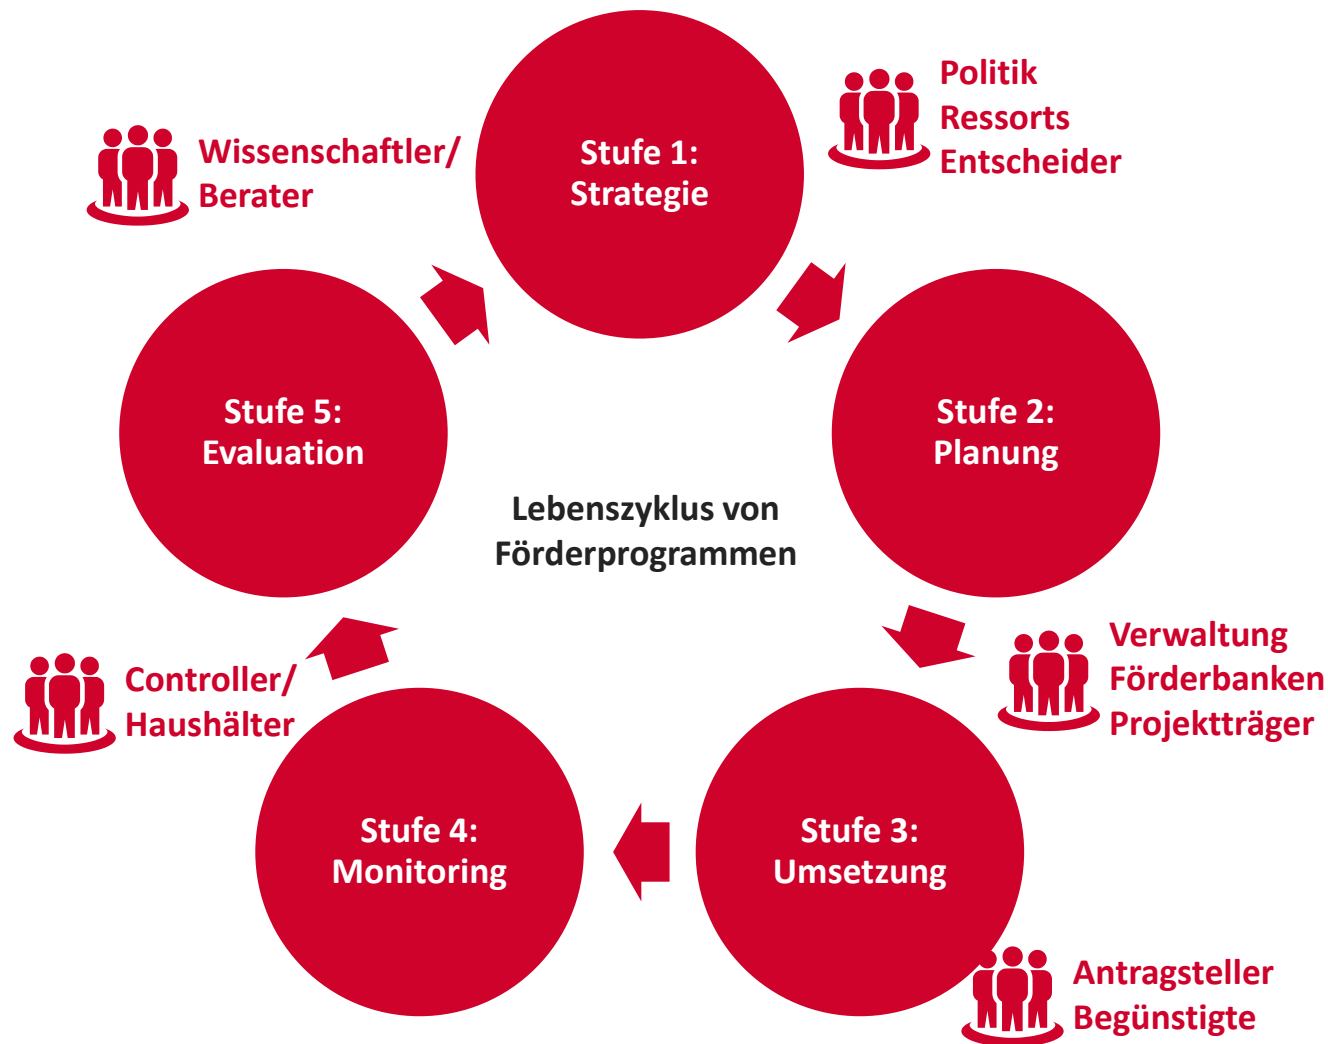 Politik
Ressorts
Entscheider
Wissenschaftler/
Berater
Stufe 1:
Strategie
Stufe 5:
Evaluation
Stufe 2:
Planung
Lebenszyklus von
Förderprogrammen
Verwaltung
Förderbanken
Projektträger
Controller/
Haushälter
Stufe 4:
Monitoring
Stufe 3:
Umsetzung
Antragsteller
Begünstigte